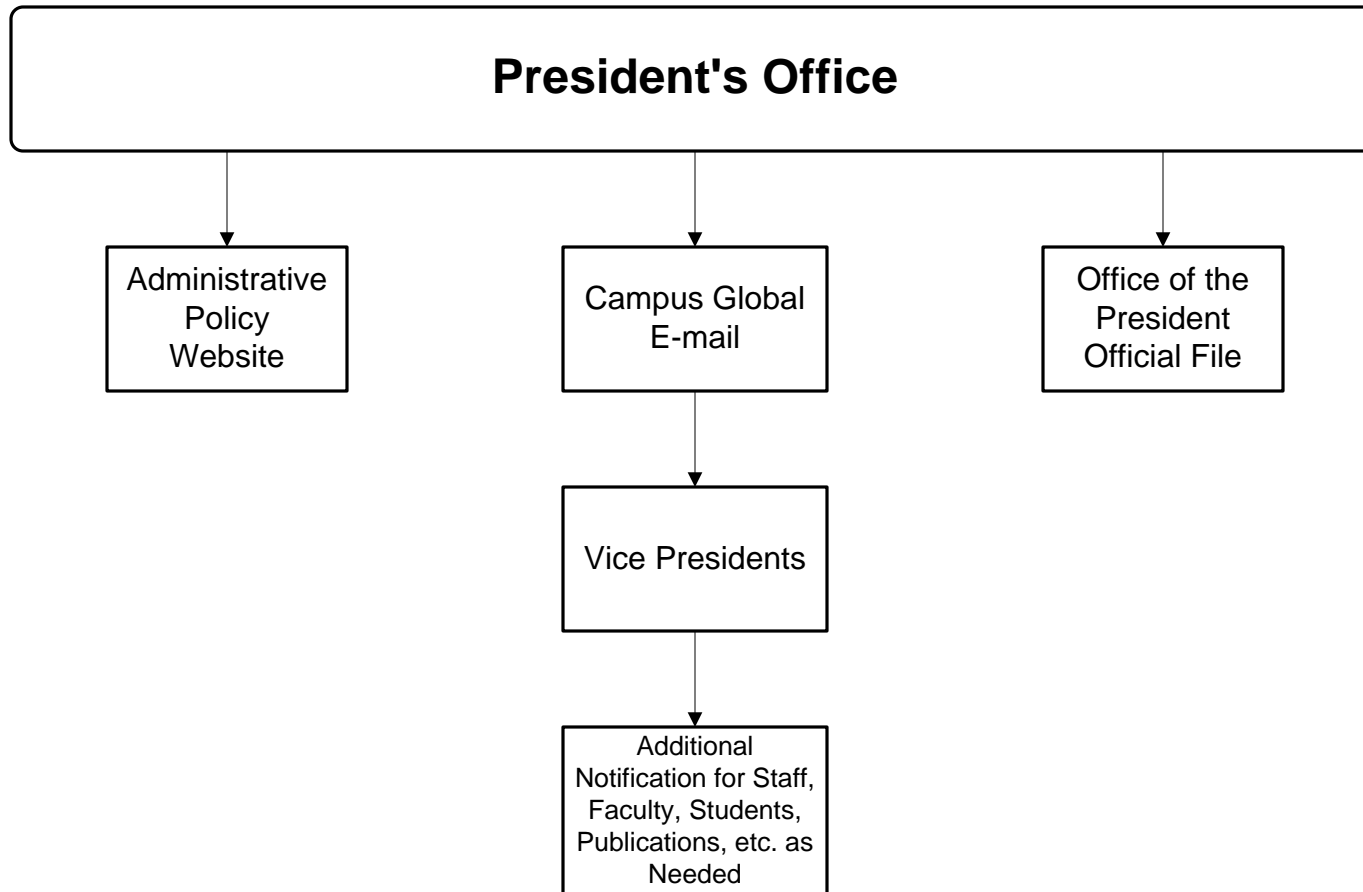 President's Office
Administrative
Policy
Website
Campus Global
E-mail
Office of the
President
Official File
Vice Presidents
Additional
Notification for Staff,
Faculty, Students,
Publications, etc. as
Needed